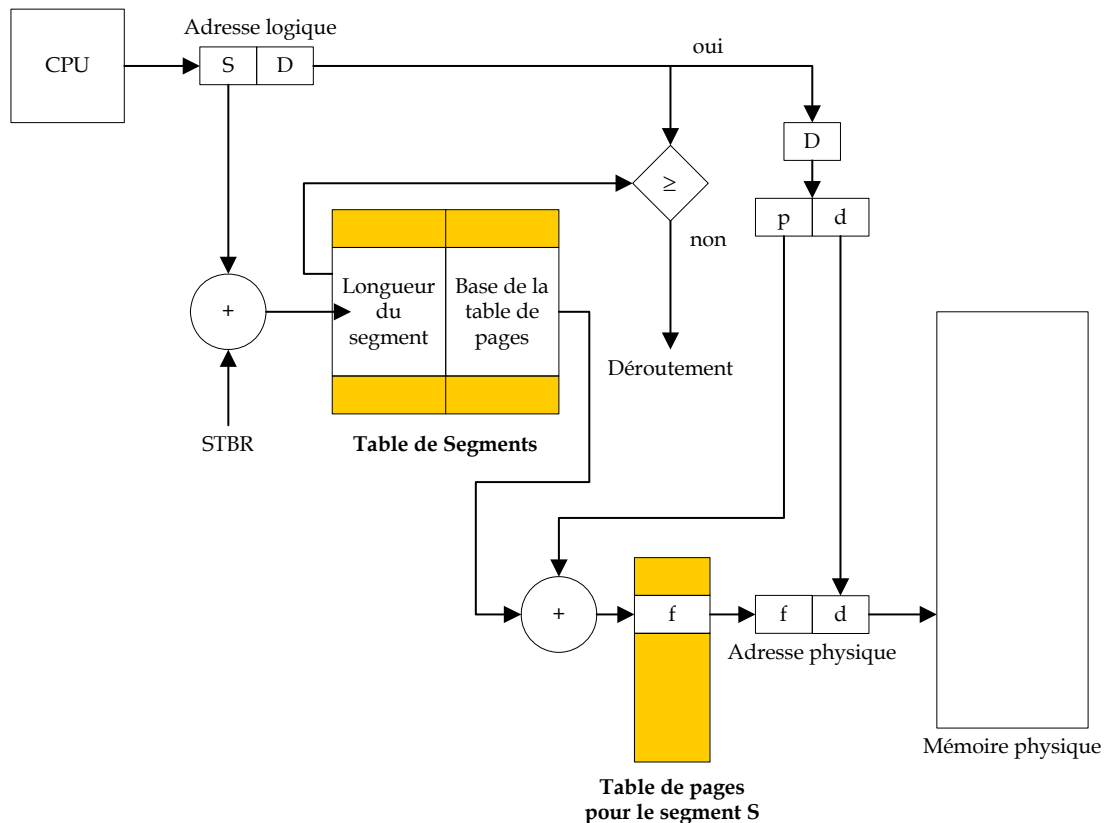 Adresse logique
oui
CPU
S
D
D
≥
p
d
non
Longueur
du
segment
Base de la
table de
pages
+
Déroutement
STBR
Table de Segments
+
f
f
d
Adresse physique
Mémoire physique
Table de pages
pour le segment S